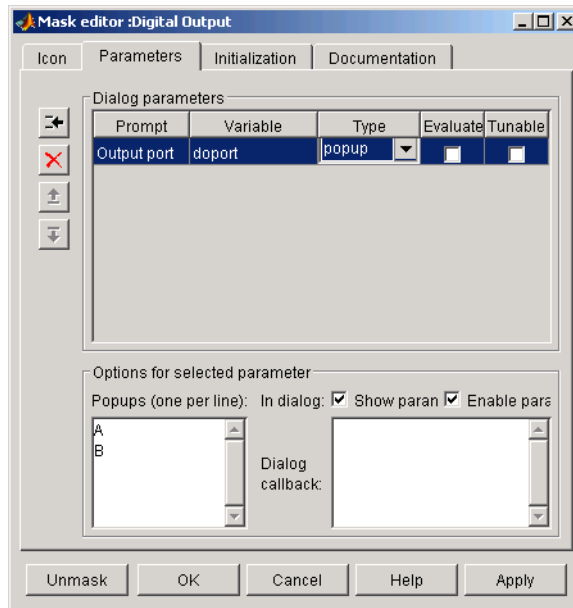 Mask editor :Digital Output
Icon Parameters Initialization Documentation
Dialog parameters
Prompt Variable Type Evaluate Tunable
Output port doport popup
Options for selected parameter
Popups (one per line): In dialog: Show paran Enable para
A
B
Dialog
callback:
Unmask OK Cancel Help Apply